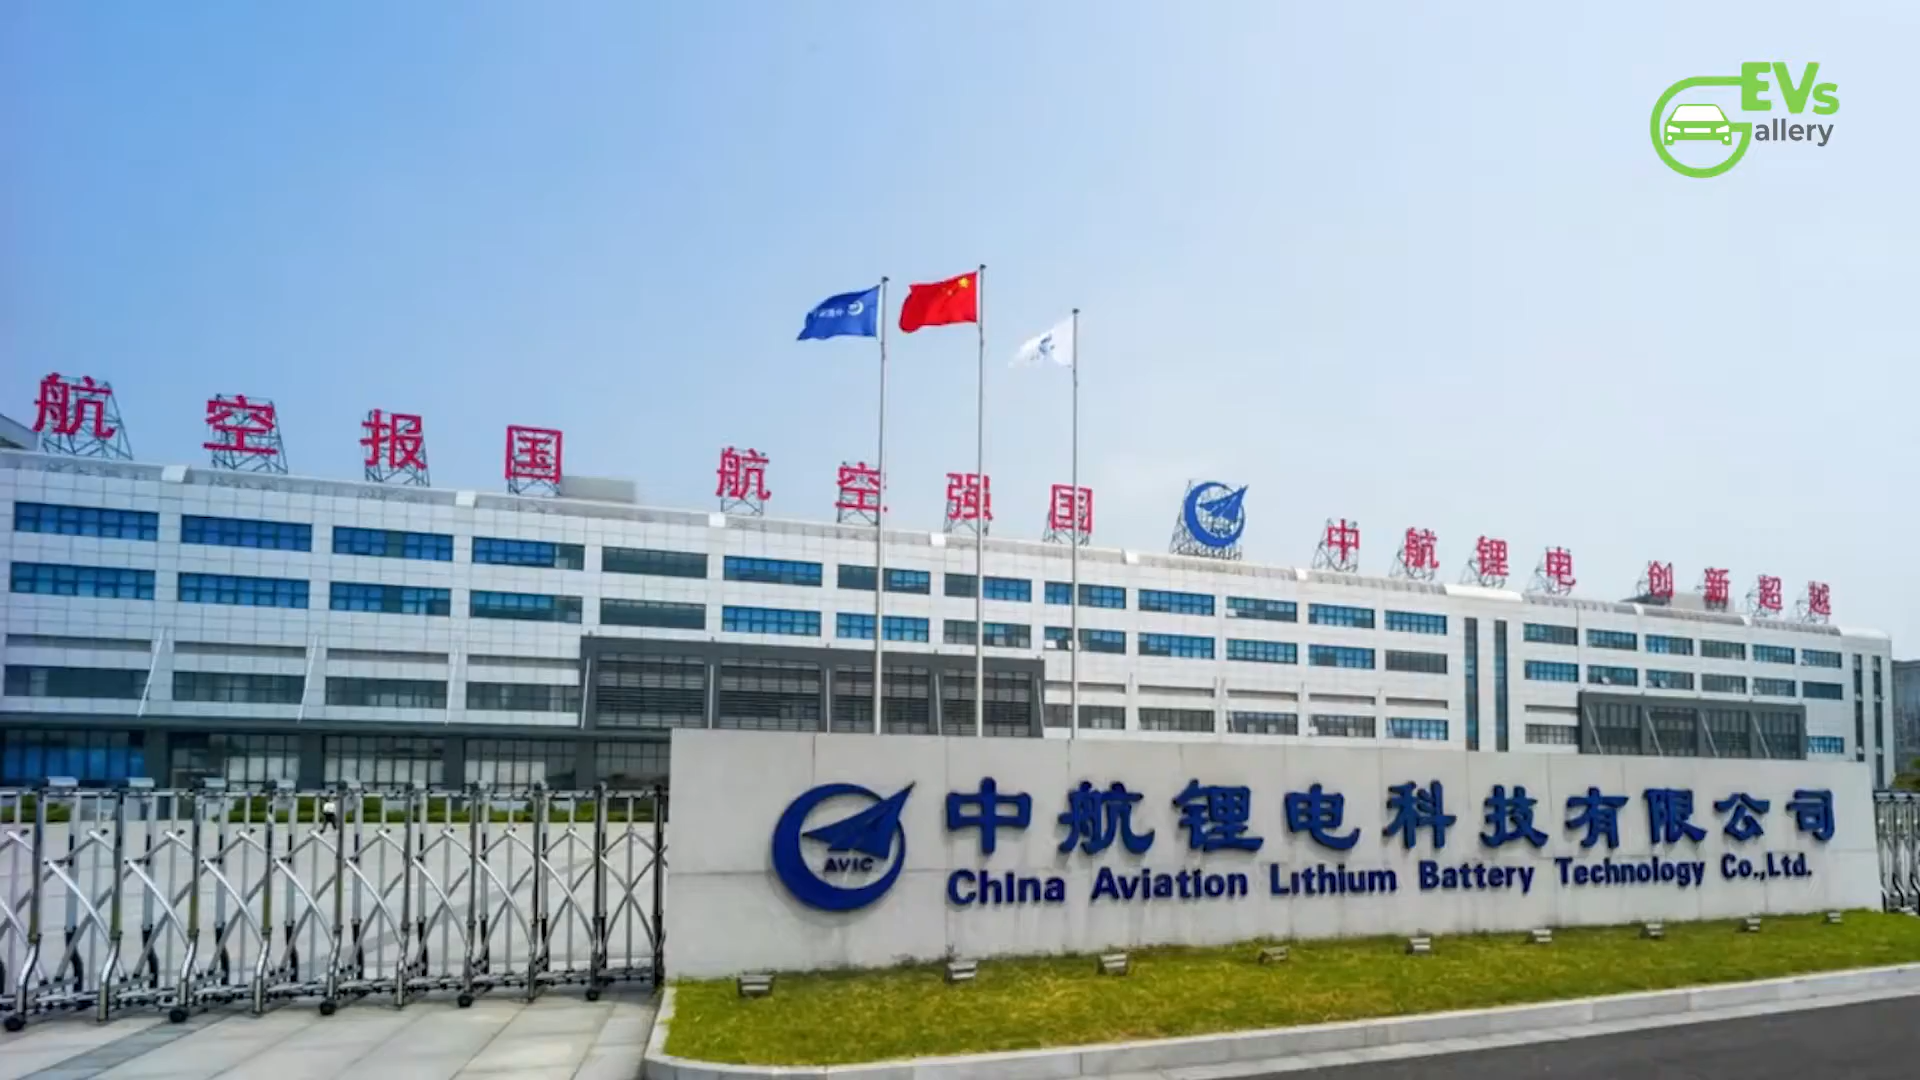 EVs
Gallery
航空报国 航空强国 中航锂电 创新超越
中航锂电科技有限公司
AVIC
China Aviation Lithium Battery Technology Co.,Ltd.